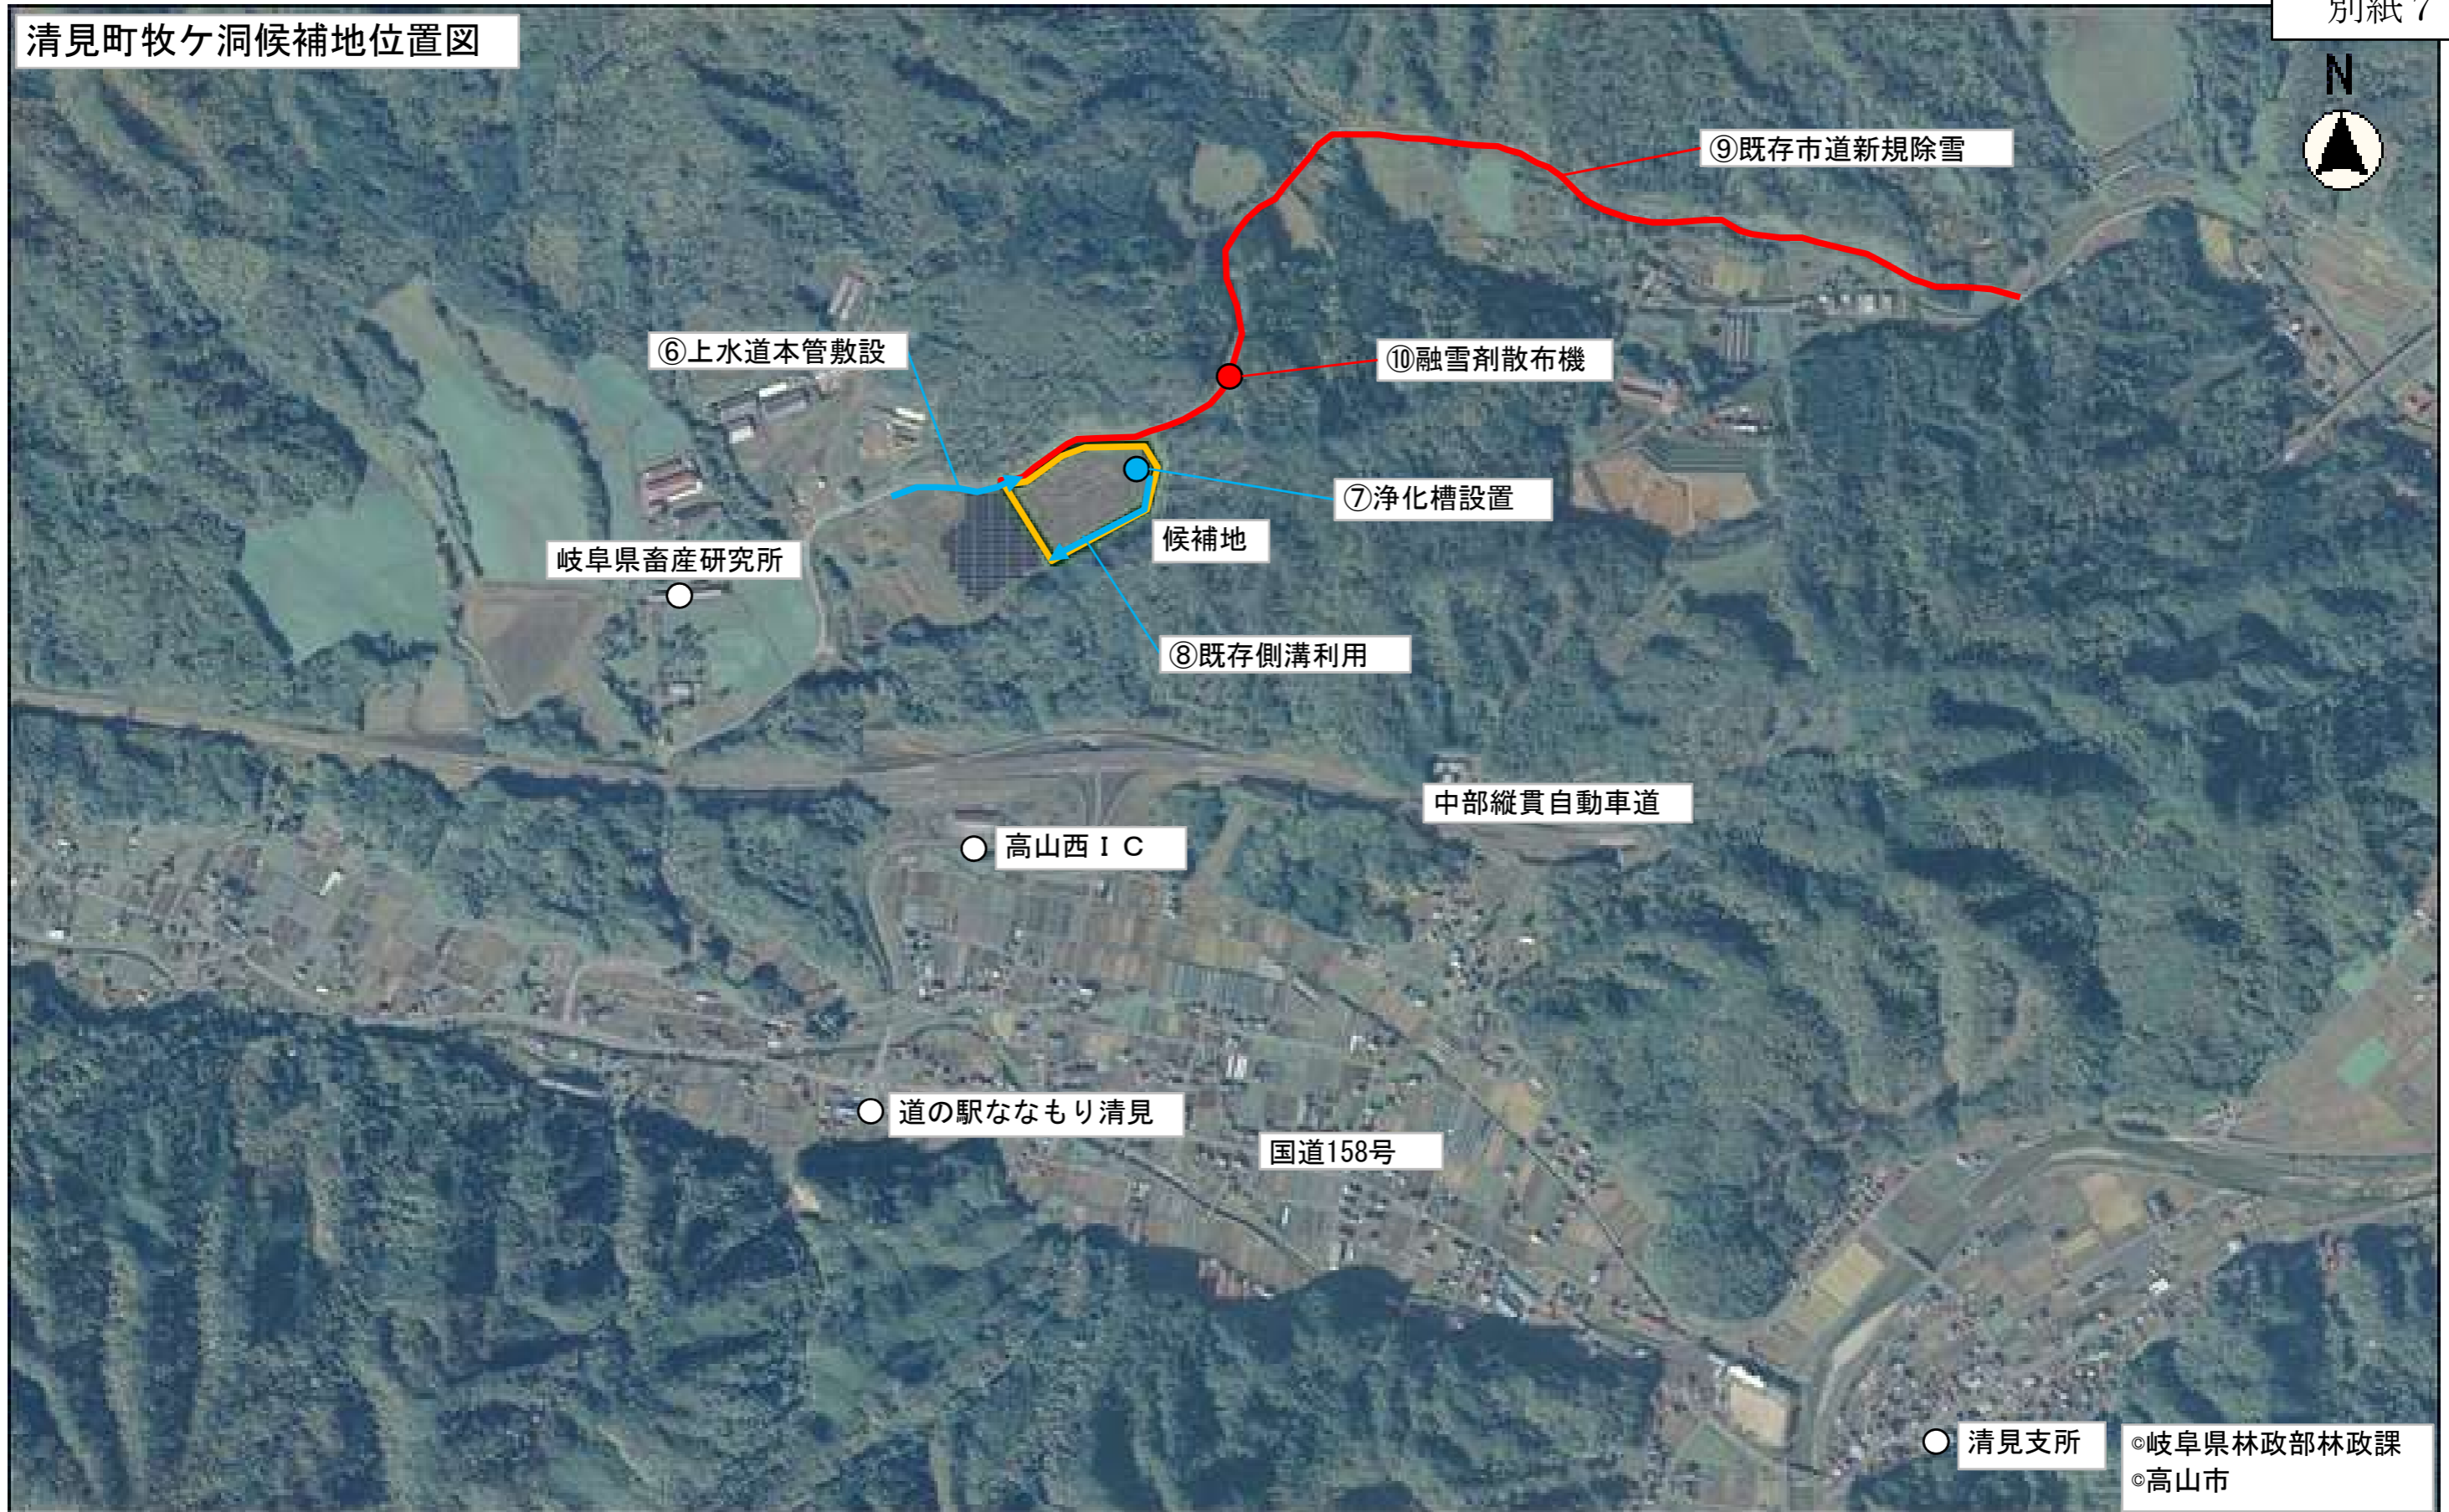 別紙７
清見町牧ケ洞候補地位置図
N
⑨既存市道新規除雪
⑥上水道本管敷設
⑩融雪剤散布機
⑦浄化槽設置
候補地
岐阜県畜産研究所
⑧既存側溝利用
中部縦貫自動車道
高山西ＩＣ
道の駅ななもり清見
国道158号
清見支所
©岐阜県林政部林政課
©高山市